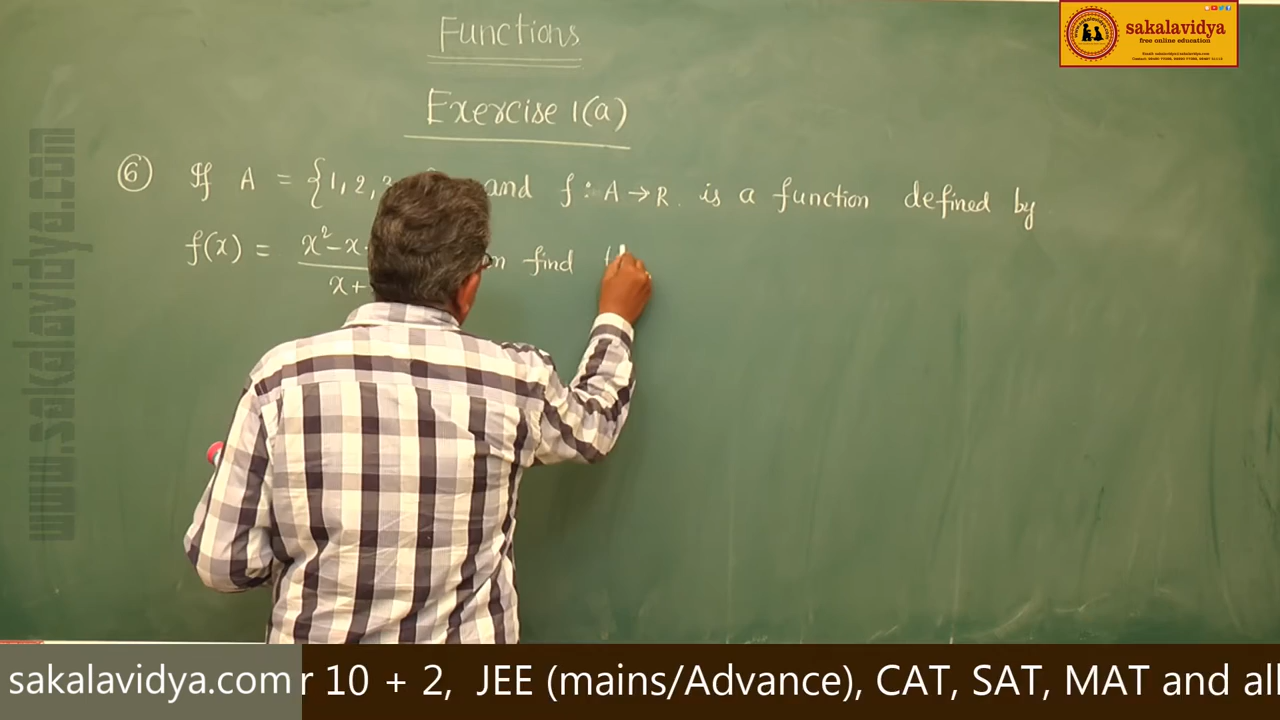 Functions
Exercise 1(a)
6 If A = {1, 2, and f : A → R. is a function defined by
f(x) = x² - x
x +
find
sakalavidya
free online education
www.sakalavidya.com
sakalavidya.com r 10 + 2, JEE (mains/Advance), CAT, SAT, MAT and all